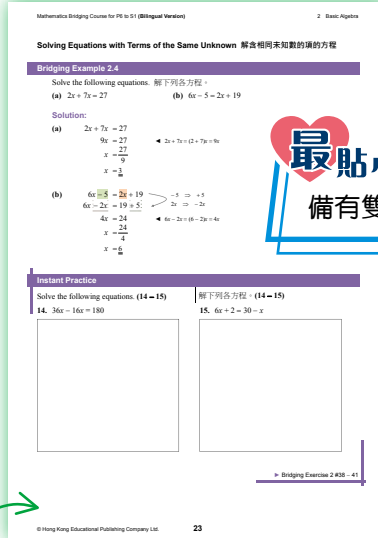 Mathematics Bridging Course for P6 to S1 (Bilingual Version) 2 Basic Algebra
Solving Equations with Terms of the Same Unknown 解含相同未知數的項的方程
Bridging Example 2.4
Solve the following equations. 解下列各方程。
(a) 2x + 7x = 27 (b) 6x − 5 = 2x + 19
Solution:
(a) 2x + 7x = 27
9x = 27 ◄ 2x + 7x = (2 + 7)x = 9x
x = 27/9
x = 3
(b) 6x − 5 = 2x + 19 −5 ⇒ +5
6x − 2x = 19 + 5 2x ⇒ −2x
4x = 24 ◄ 6x − 2x = (6 − 2)x = 4x
x = 24/4
x = 6
最貼
備有雙
Instant Practice
Solve the following equations. (14 – 15) 解下列各方程。(14 – 15)
14. 36x − 16x = 180 15. 6x + 2 = 30 − x
► Bridging Exercise 2 #38 – 41
© Hong Kong Educational Publishing Company Ltd. 23